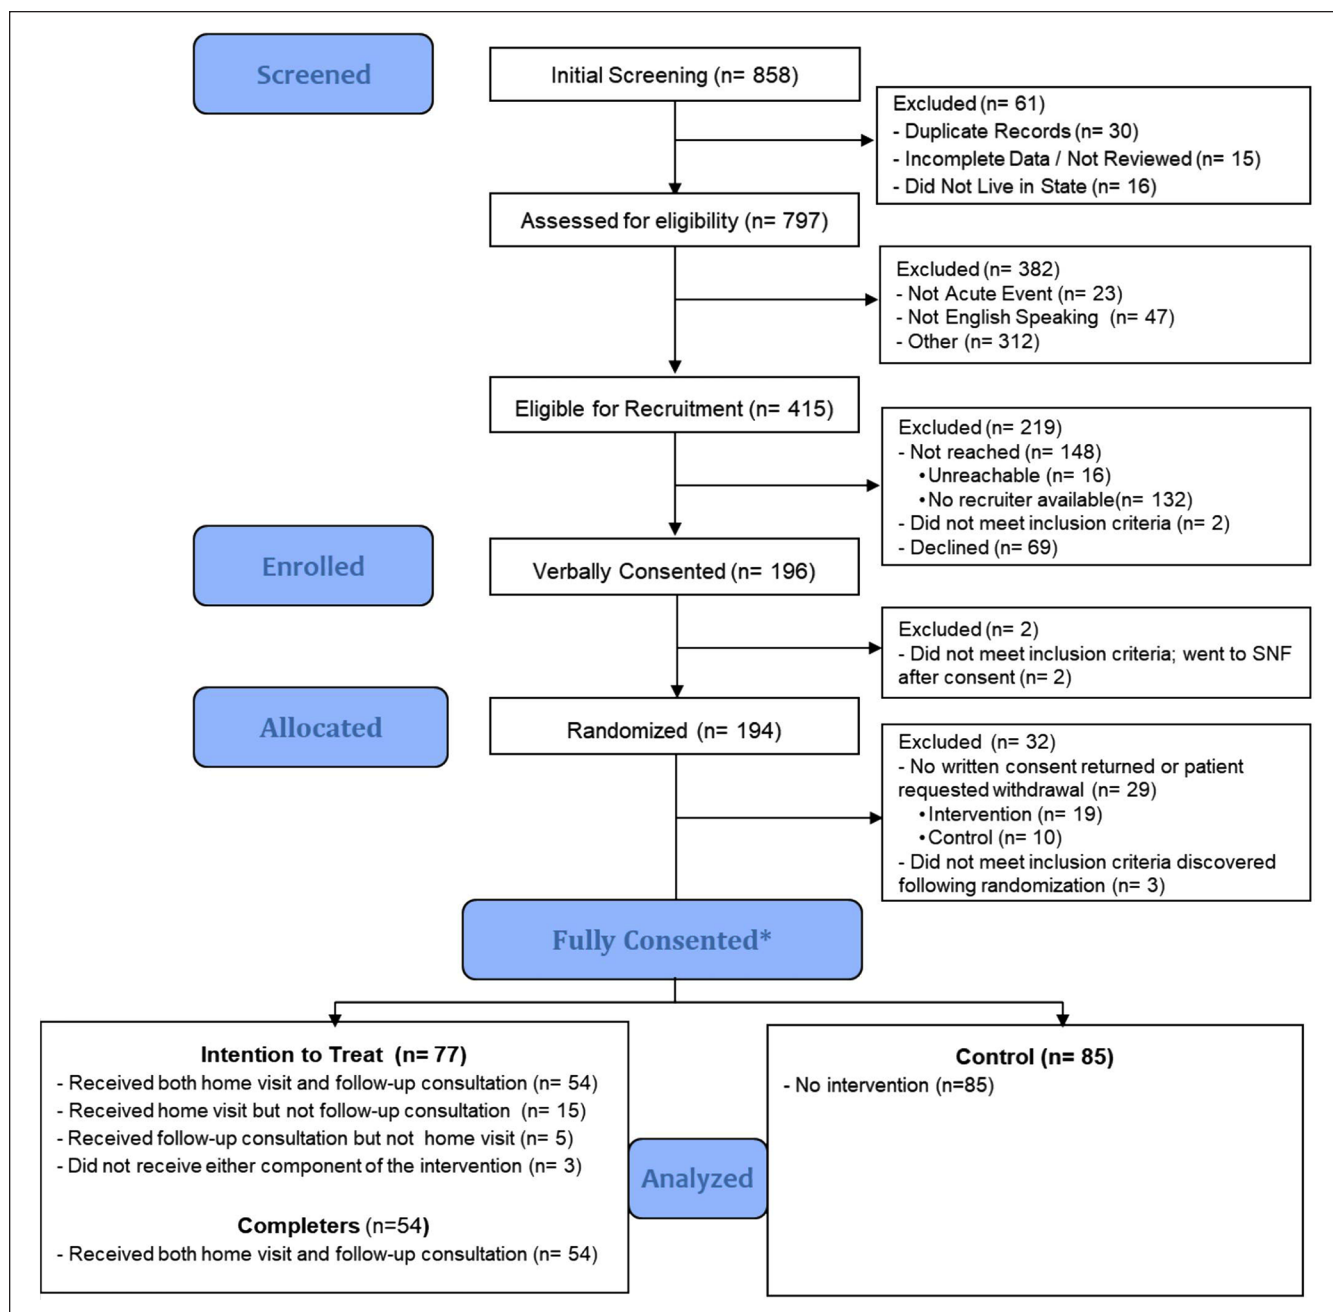 Screened
Initial Screening (n= 858)
Excluded (n= 61)
- Duplicate Records (n= 30)
- Incomplete Data / Not Reviewed (n= 15)
- Did Not Live in State (n= 16)
Assessed for eligibility (n= 797)
Excluded (n= 382)
- Not Acute Event (n= 23)
- Not English Speaking (n= 47)
- Other (n= 312)
Eligible for Recruitment (n= 415)
Excluded (n= 219)
- Not reached (n= 148)
•Unreachable (n= 16)
•No recruiter available(n= 132)
- Did not meet inclusion criteria (n= 2)
- Declined (n= 69)
Enrolled
Verbally Consented (n= 196)
Excluded (n= 2)
- Did not meet inclusion criteria; went to SNF
after consent (n= 2)
Allocated
Randomized (n= 194)
Excluded (n= 32)
- No written consent returned or patient
requested withdrawal (n= 29)
•Intervention (n= 19)
•Control (n= 10)
- Did not meet inclusion criteria discovered
following randomization (n= 3)
Fully Consented*
Intention to Treat (n= 77)
- Received both home visit and follow-up consultation (n= 54)
- Received home visit but not follow-up consultation (n= 15)
- Received follow-up consultation but not home visit (n= 5)
- Did not receive either component of the intervention (n= 3)
Completers (n=54)
- Received both home visit and follow-up consultation (n= 54)
Analyzed
Control (n= 85)
- No intervention (n=85)